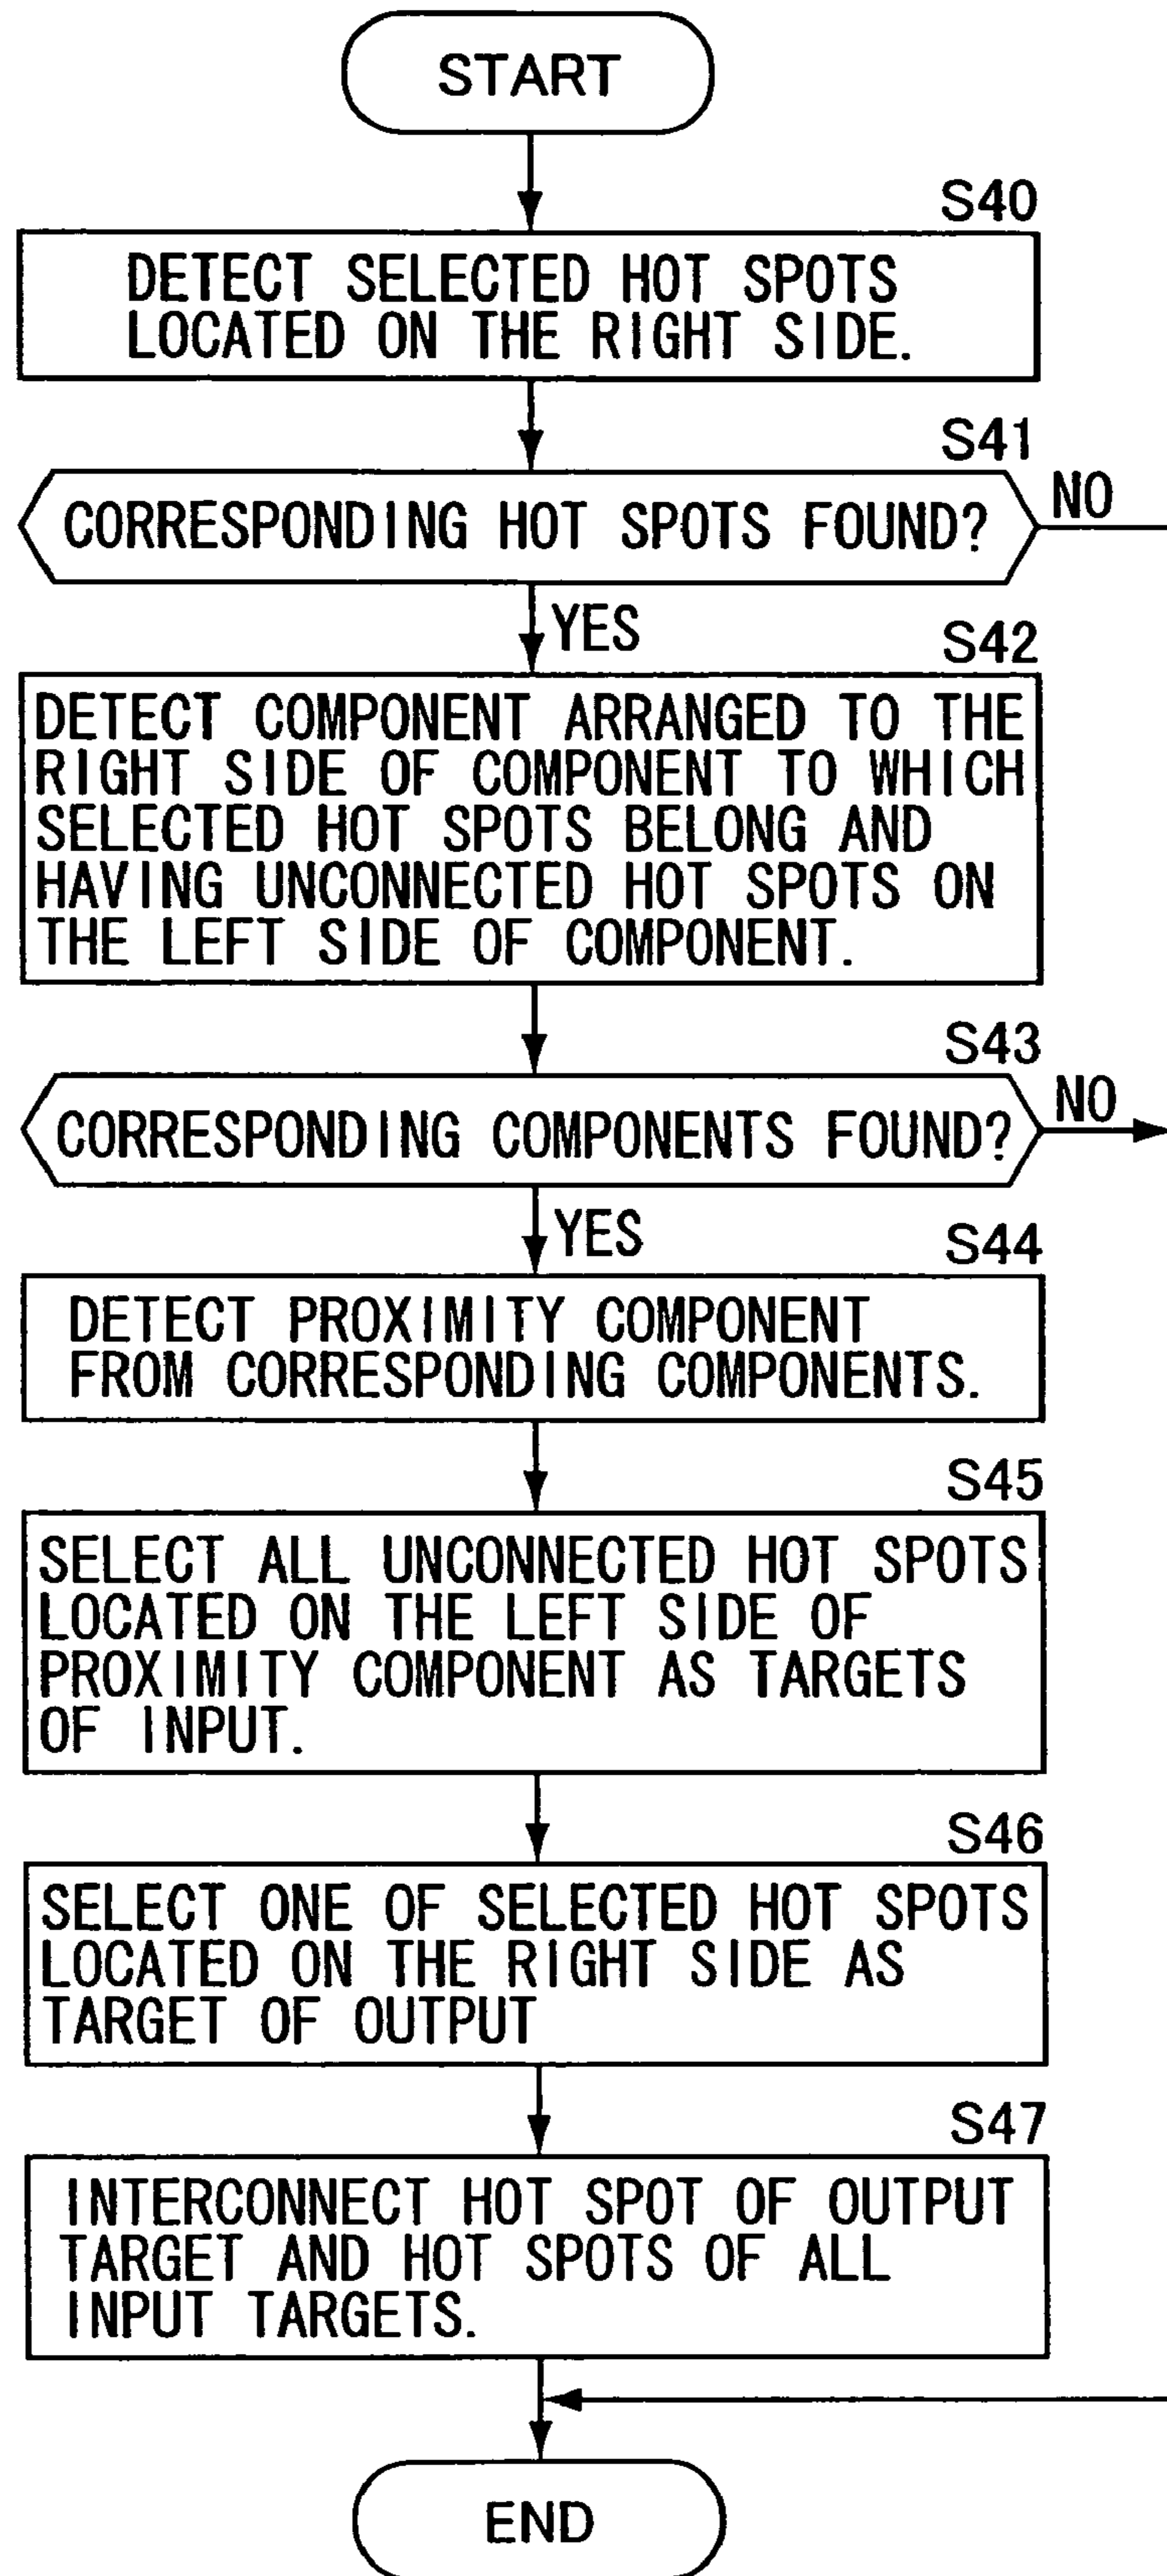 START
S40
DETECT SELECTED HOT SPOTS
LOCATED ON THE RIGHT SIDE.
S41
CORRESPONDING HOT SPOTS FOUND?
NO
YES
S42
DETECT COMPONENT ARRANGED TO THE
RIGHT SIDE OF COMPONENT TO WHICH
SELECTED HOT SPOTS BELONG AND
HAVING UNCONNECTED HOT SPOTS ON
THE LEFT SIDE OF COMPONENT.
S43
CORRESPONDING COMPONENTS FOUND?
NO
YES
S44
DETECT PROXIMITY COMPONENT
FROM CORRESPONDING COMPONENTS.
S45
SELECT ALL UNCONNECTED HOT SPOTS
LOCATED ON THE LEFT SIDE OF
PROXIMITY COMPONENT AS TARGETS
OF INPUT.
S46
SELECT ONE OF SELECTED HOT SPOTS
LOCATED ON THE RIGHT SIDE AS
TARGET OF OUTPUT
S47
INTERCONNECT HOT SPOT OF OUTPUT
TARGET AND HOT SPOTS OF ALL
INPUT TARGETS.
END